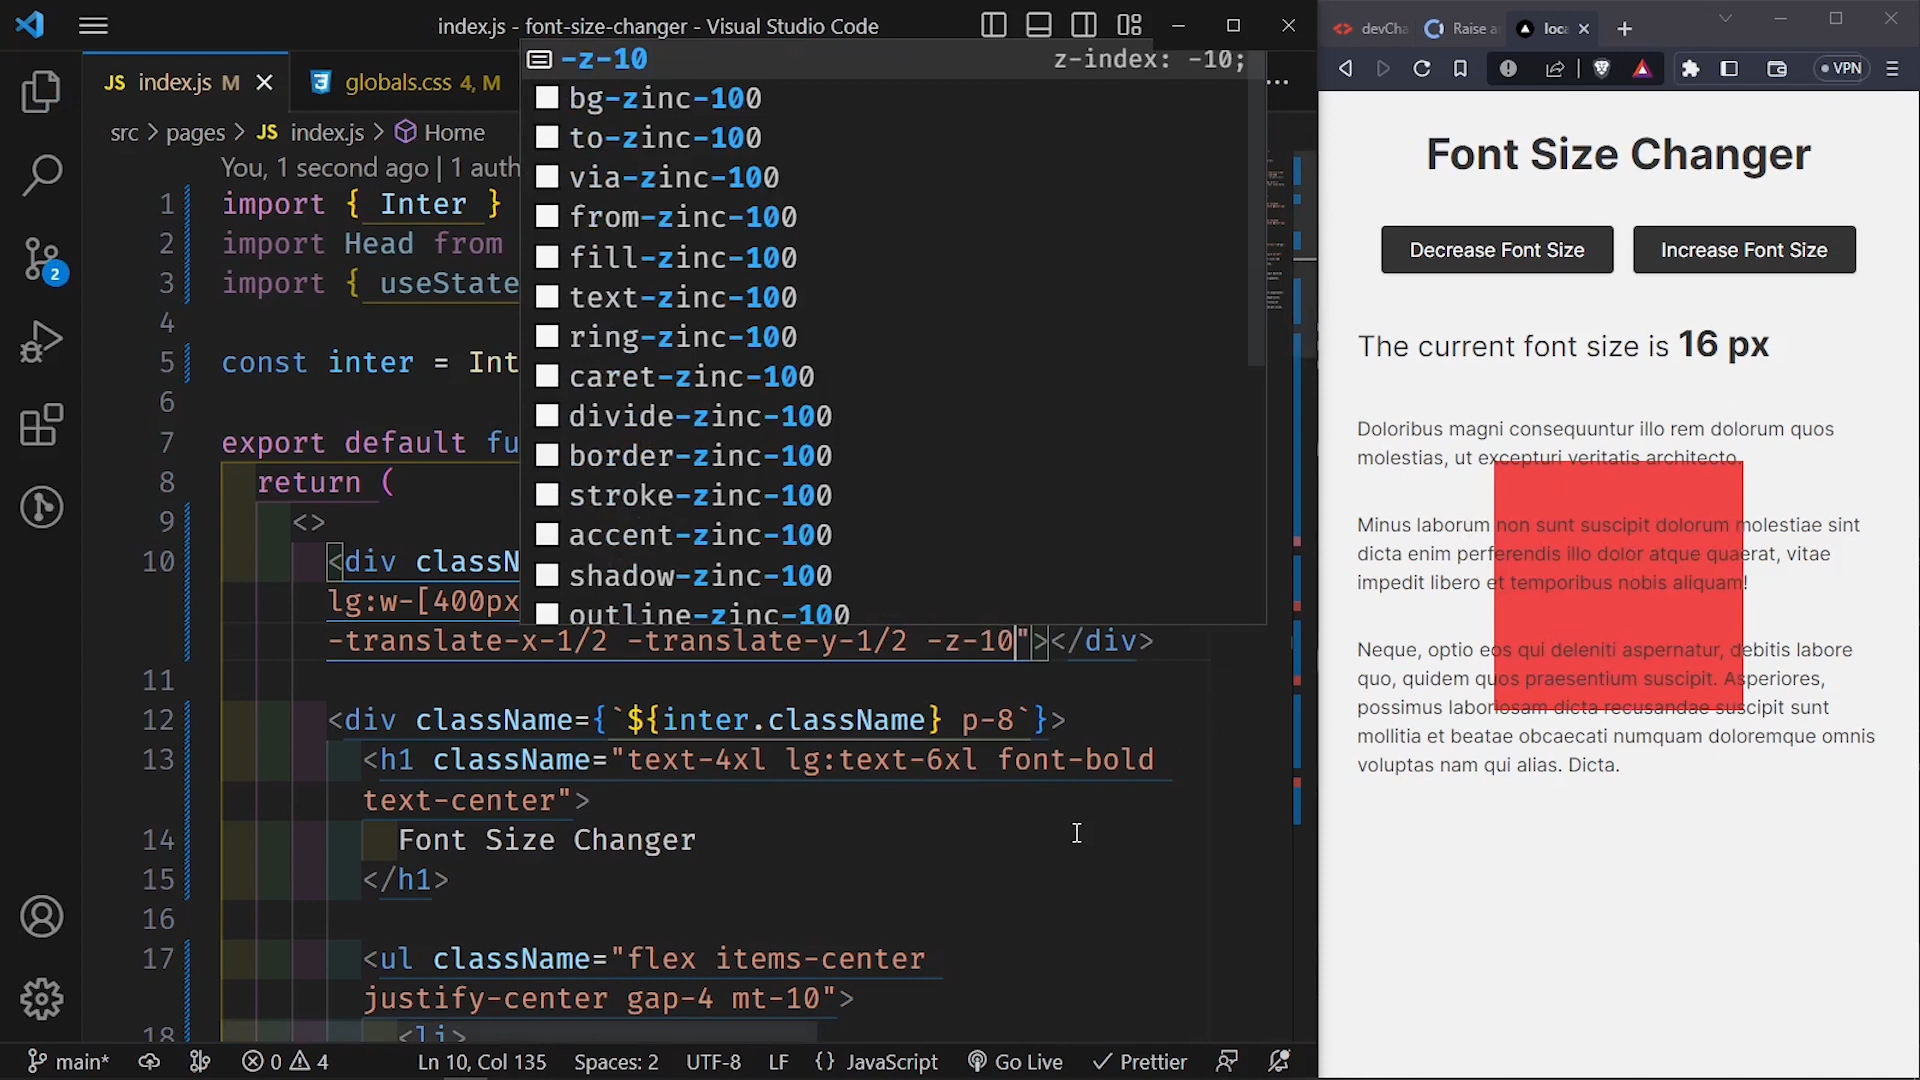 index.js - font-size-changer - Visual Studio Code
JS index.js M
globals.css 4, M
src > pages > JS index.js > Home
You, 1 second ago | 1 auth
-z-10 z-index: -10;
bg-zinc-100
to-zinc-100
via-zinc-100
from-zinc-100
fill-zinc-100
text-zinc-100
ring-zinc-100
caret-zinc-100
divide-zinc-100
border-zinc-100
stroke-zinc-100
accent-zinc-100
shadow-zinc-100
outline-zinc-100
1 import { Inter }
2 import Head from
3 import { useState
4
5 const inter = Int
6
7 export default fu
8 return (
9 <>
10 <div classN
lg:w-[400px
-translate-x-1/2 -translate-y-1/2 -z-10"></div>
11
12 <div className={`${inter.className} p-8`}>
13 <h1 className="text-4xl lg:text-6xl font-bold
text-center">
14 Font Size Changer
15 </h1>
16
17 <ul className="flex items-center
justify-center gap-4 mt-10">
18 <li>
2
main*
0
4
Ln 10, Col 135
Spaces: 2
UTF-8
LF
{} JavaScript
Go Live
Prettier
devCha
Raise a
loca
VPN
Font Size Changer
Decrease Font Size
Increase Font Size
The current font size is 16 px
Doloribus magni consequuntur illo rem dolorum quos
molestias, ut excepturi veritatis architecto.
Minus laborum non sunt suscipit dolorum molestiae sint
dicta enim perferendis illo dolor atque quaerat, vitae
impedit libero et temporibus nobis aliquam!
Neque, optio eos qui deleniti aspernatur, debitis labore
quo, quidem quos praesentium suscipit. Asperiores,
possimus laboriosam dicta recusandae suscipit sunt
mollitia et beatae obcaecati numquam doloremque omnis
voluptas nam qui alias. Dicta.